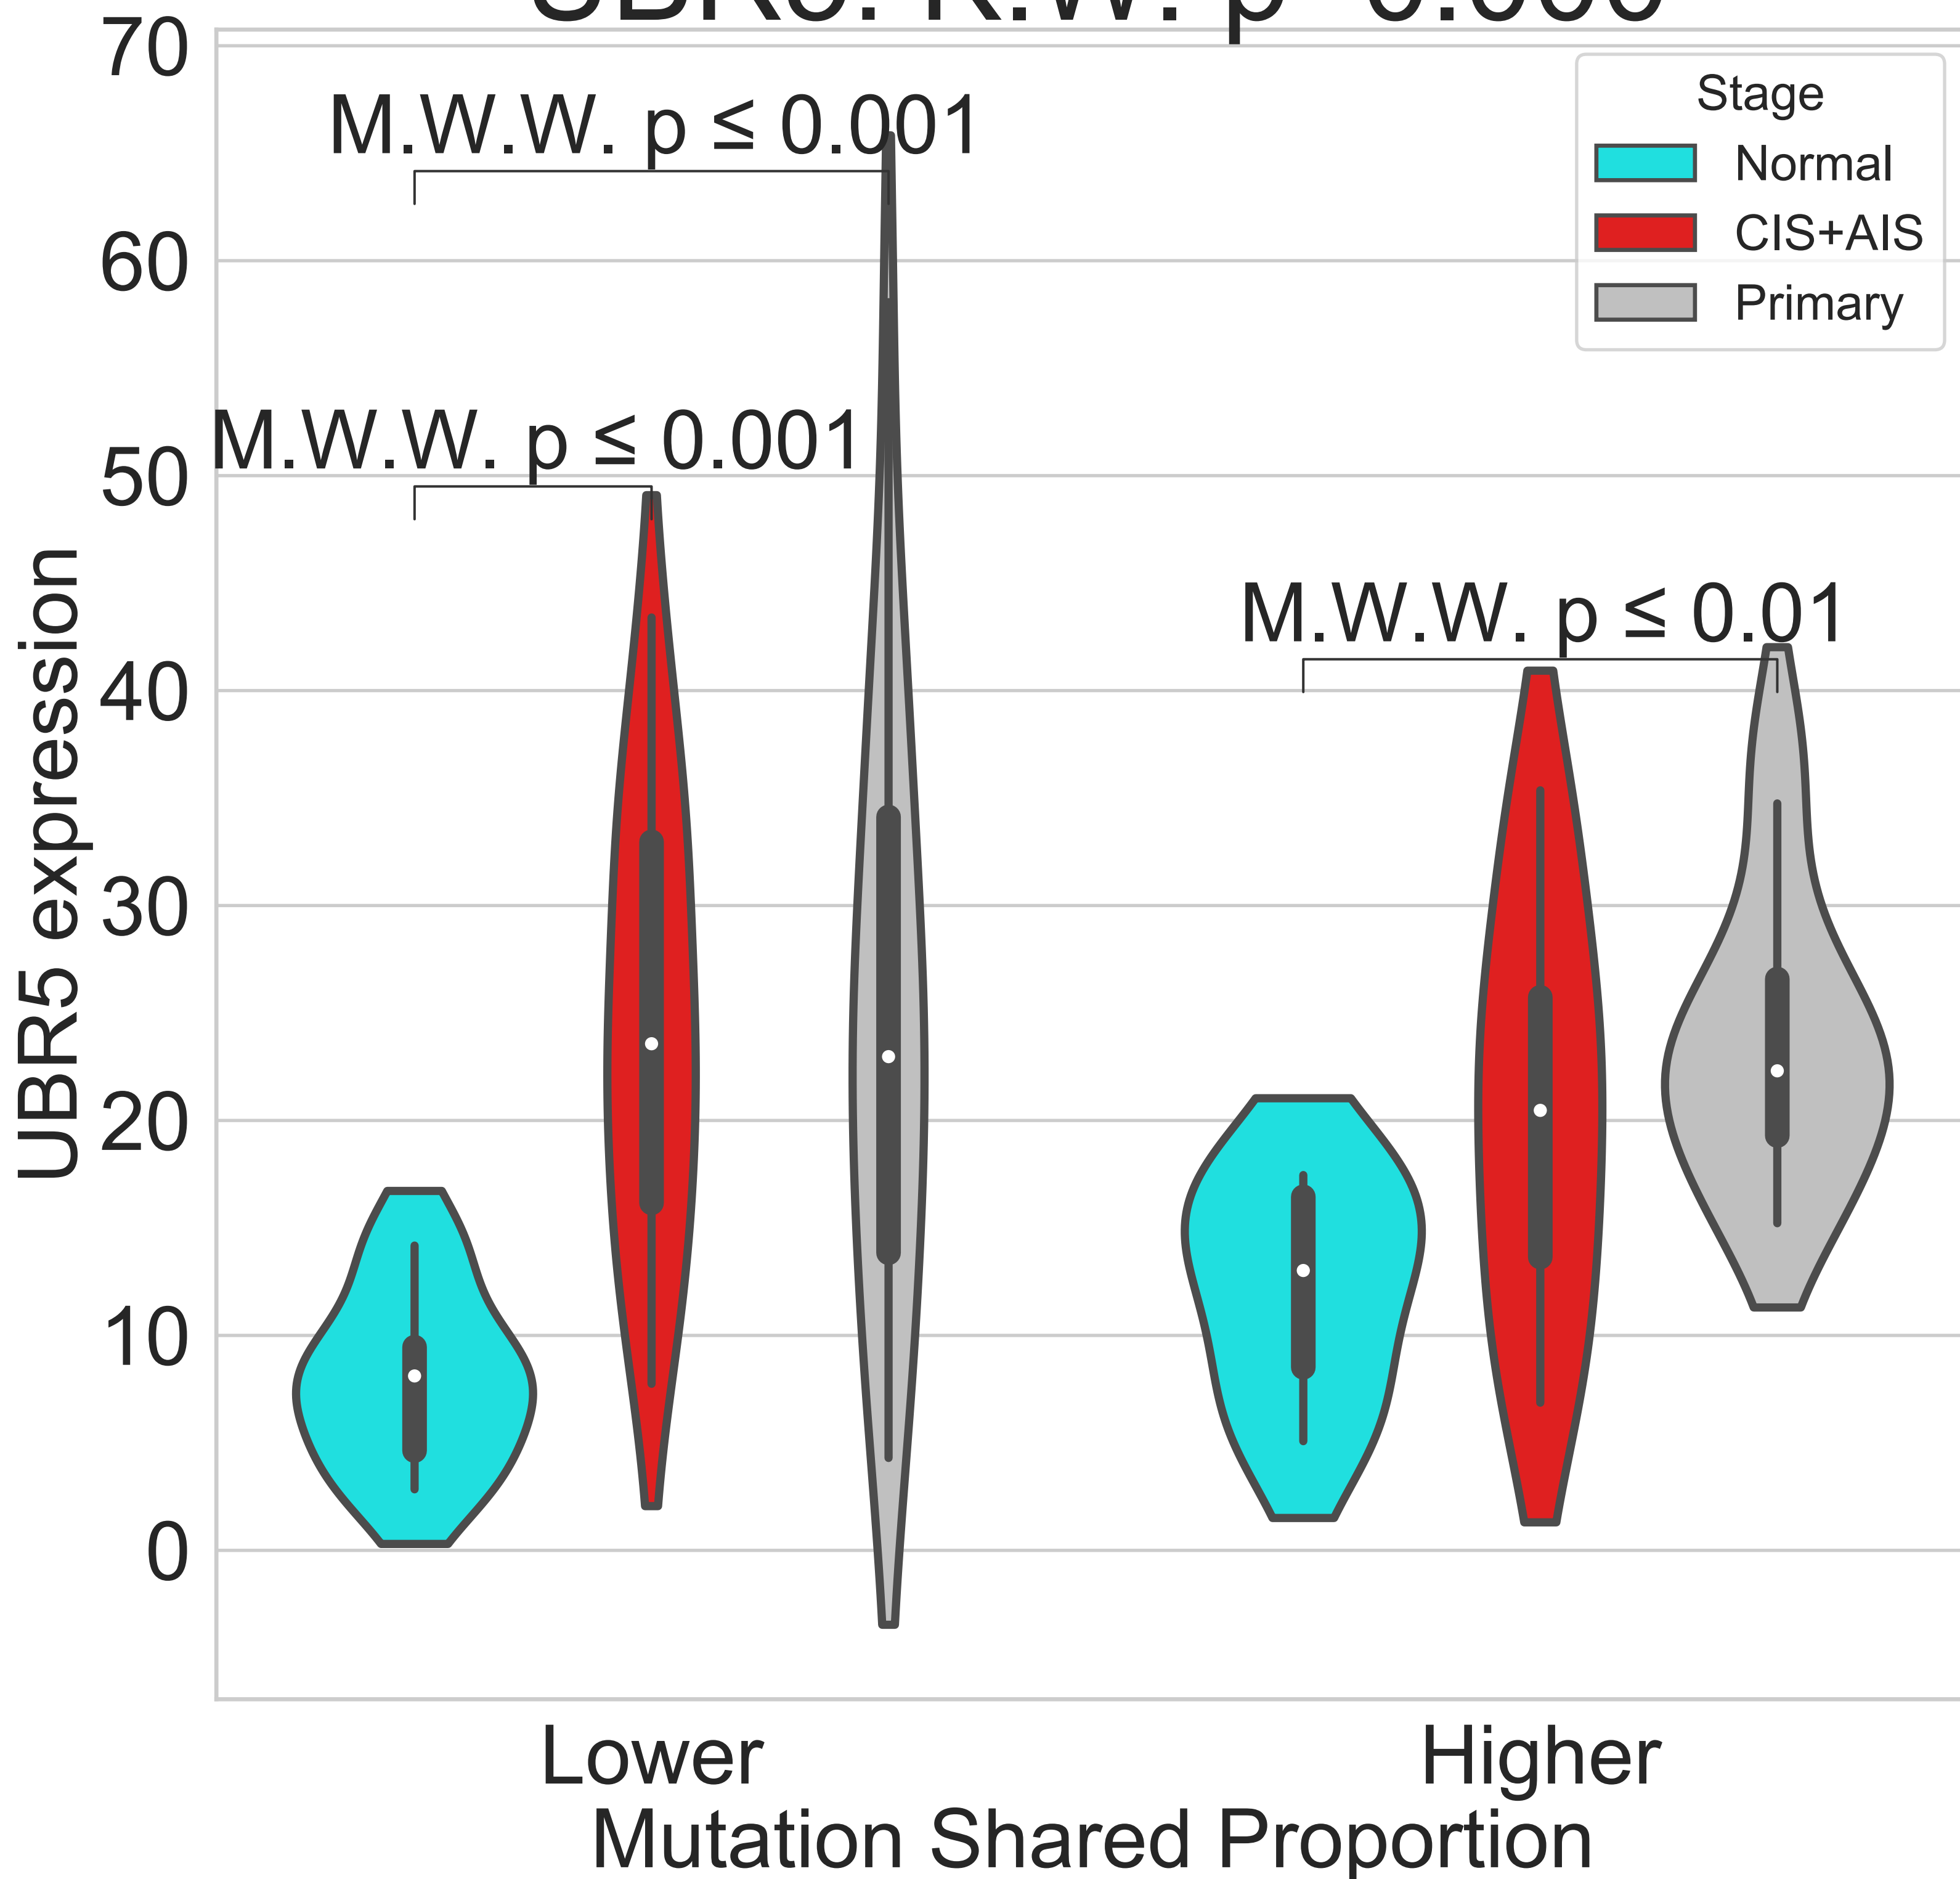 70
M.W.W. p ≤ 0.001
Stage
Normal
CIS+AIS
Primary
60
M.W.W. p ≤ 0.001
50
M.W.W. p ≤ 0.01
40
30
20
10
0
UBR5 expression
Lower
Higher
Mutation Shared Proportion